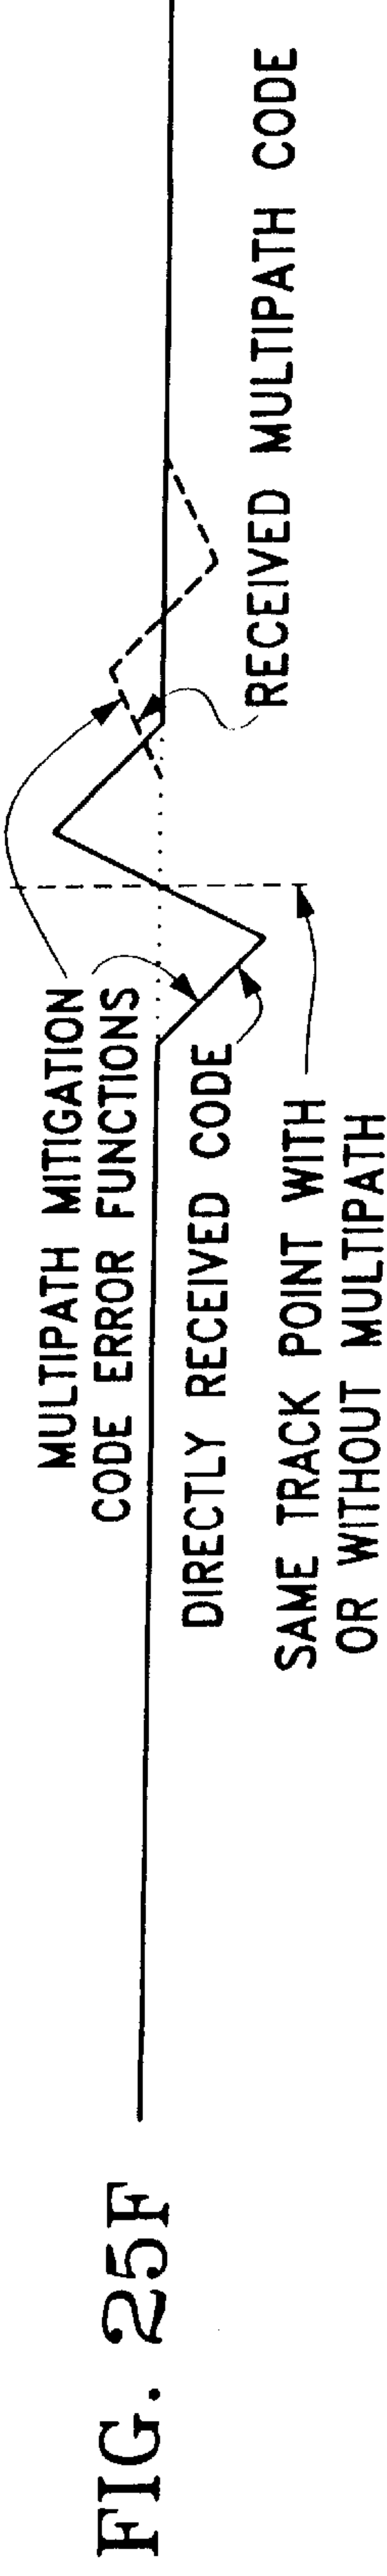 FIG. 25F
MULTIPATH MITIGATION
CODE ERROR FUNCTIONS
DIRECTLY RECEIVED CODE
SAME TRACK POINT WITH
OR WITHOUT MULTIPATH
RECEIVED MULTIPATH CODE